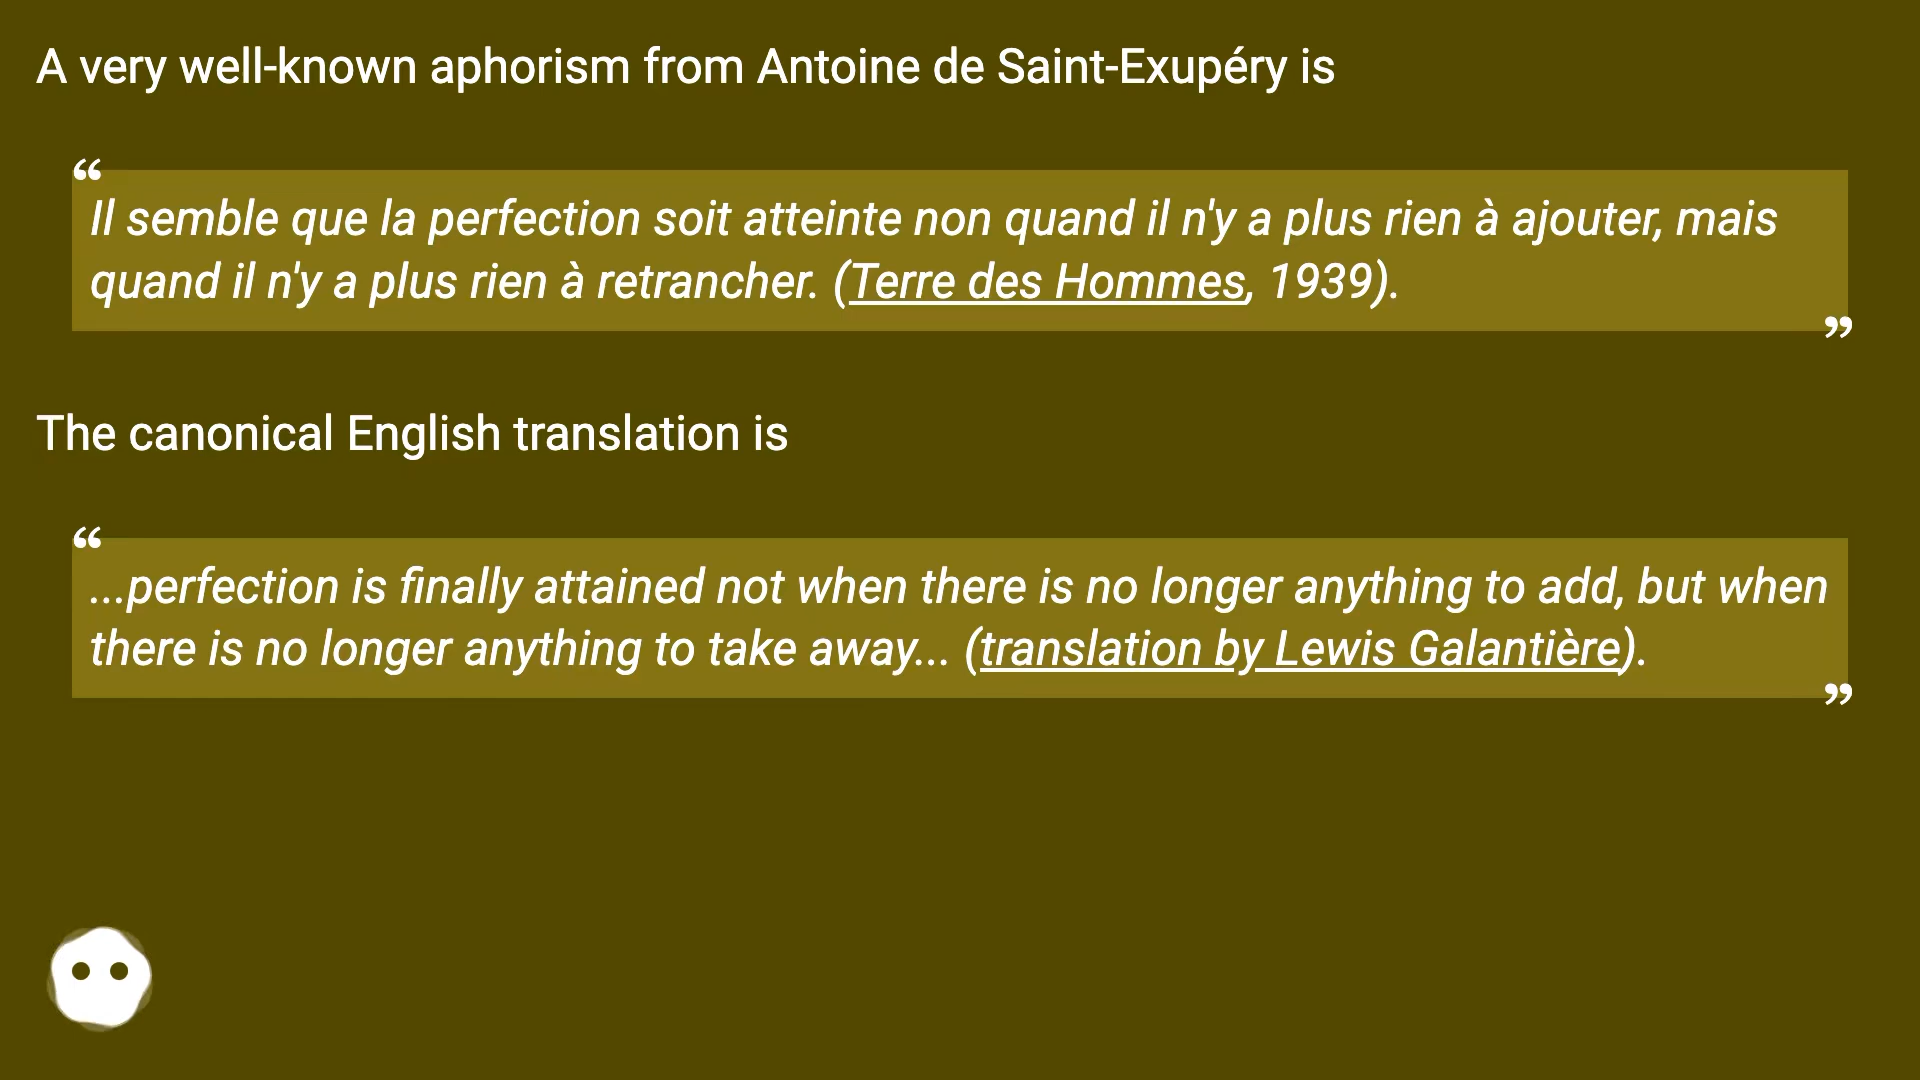 A very well-known aphorism from Antoine de Saint-Exupéry is
“
Il semble que la perfection soit atteinte non quand il n'y a plus rien à ajouter, mais
quand il n'y a plus rien à retrancher. (Terre des Hommes, 1939).
”
The canonical English translation is
“
...perfection is finally attained not when there is no longer anything to add, but when
there is no longer anything to take away... (translation by Lewis Galantière).
”